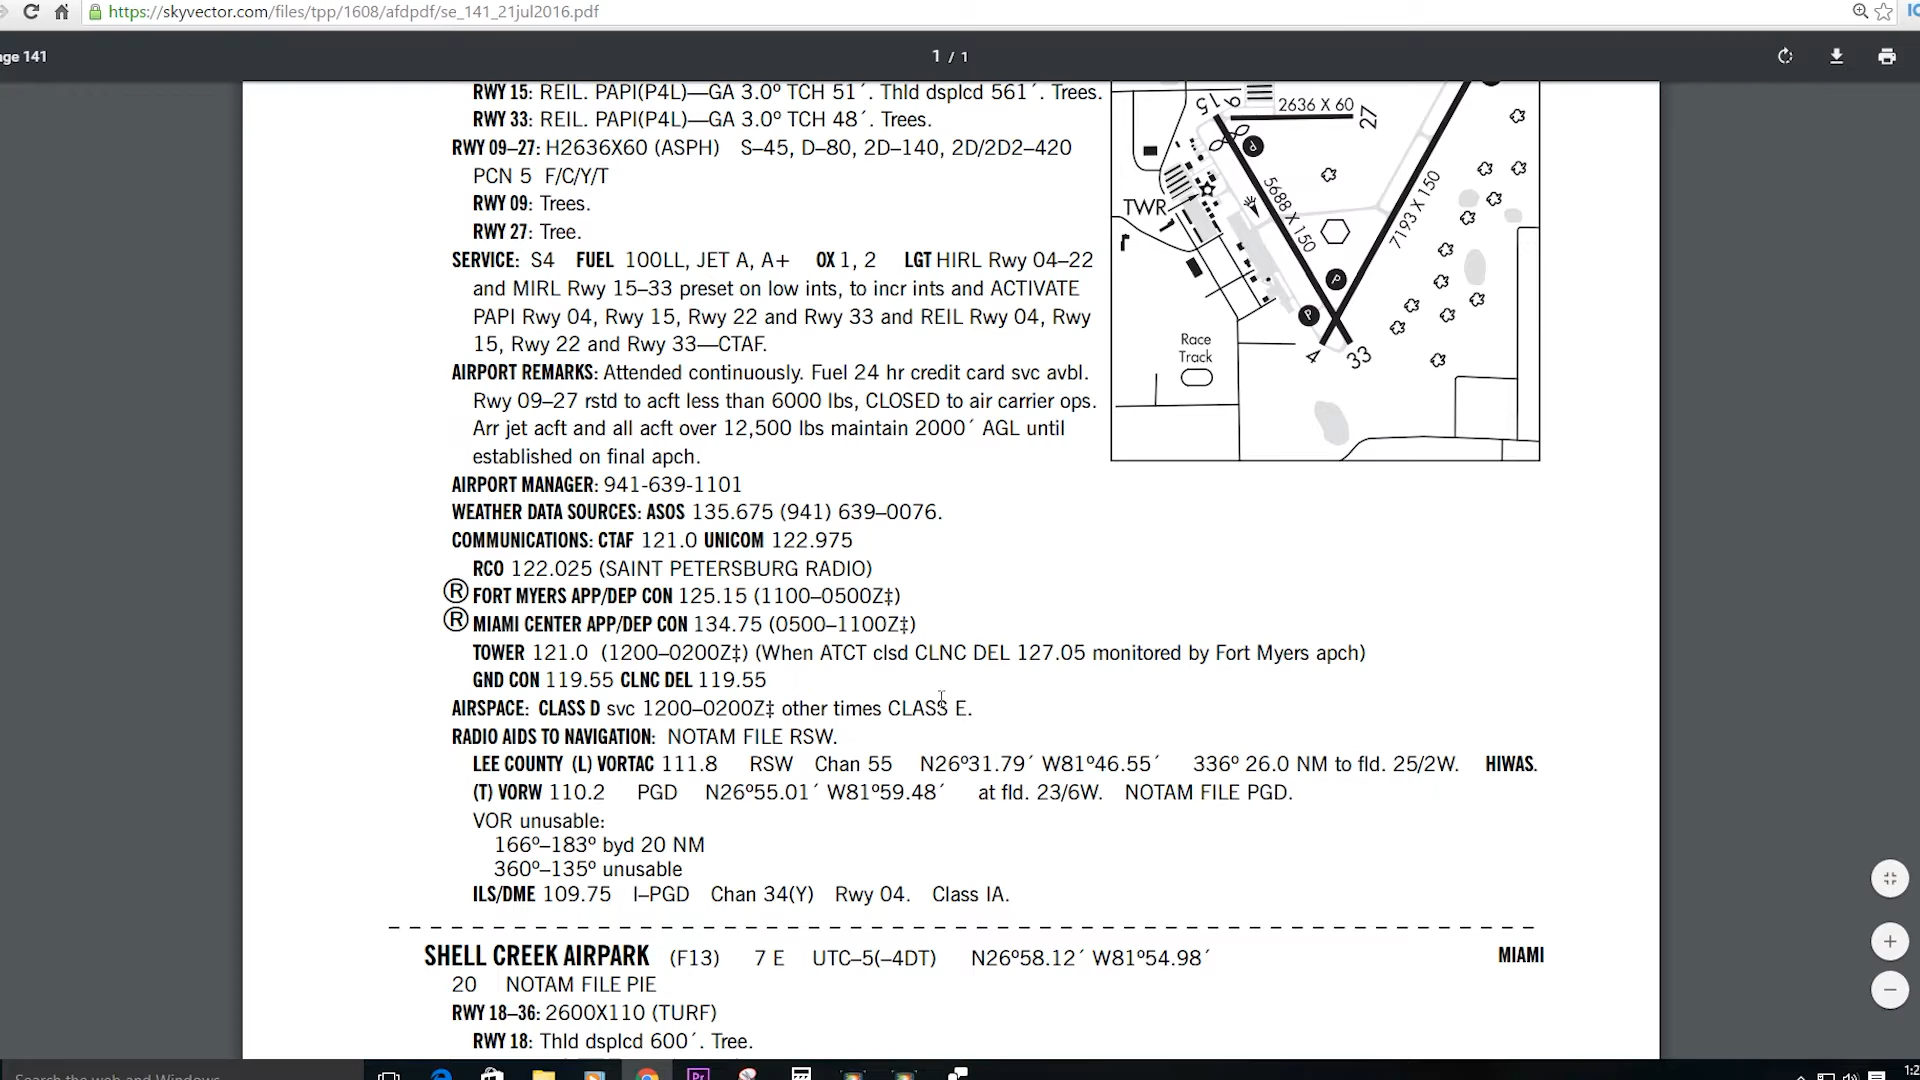 https://skyvector.com/files/tpp/1608/afdpdf/se_141_21jul2016.pdf
ge 141
1 / 1
RWY 15: REIL. PAPI(P4L)—GA 3.0º TCH 51´. Thld dsplcd 561´. Trees.
RWY 33: REIL. PAPI(P4L)—GA 3.0º TCH 48´. Trees.
RWY 09–27: H2636X60 (ASPH) S–45, D–80, 2D–140, 2D/2D2–420
PCN 5 F/C/Y/T
RWY 09: Trees.
RWY 27: Tree.
SERVICE: S4 FUEL 100LL, JET A, A+ OX 1, 2 LGT HIRL Rwy 04–22
and MIRL Rwy 15–33 preset on low ints, to incr ints and ACTIVATE
PAPI Rwy 04, Rwy 15, Rwy 22 and Rwy 33 and REIL Rwy 04, Rwy
15, Rwy 22 and Rwy 33—CTAF.
AIRPORT REMARKS: Attended continuously. Fuel 24 hr credit card svc avbl.
Rwy 09–27 rstd to acft less than 6000 lbs, CLOSED to air carrier ops.
Arr jet acft and all acft over 12,500 lbs maintain 2000´ AGL until
established on final apch.
AIRPORT MANAGER: 941-639-1101
WEATHER DATA SOURCES: ASOS 135.675 (941) 639–0076.
COMMUNICATIONS: CTAF 121.0 UNICOM 122.975
RCO 122.025 (SAINT PETERSBURG RADIO)
Ⓡ FORT MYERS APP/DEP CON 125.15 (1100–0500Z‡)
Ⓡ MIAMI CENTER APP/DEP CON 134.75 (0500–1100Z‡)
TOWER 121.0 (1200–0200Z‡) (When ATCT clsd CLNC DEL 127.05 monitored by Fort Myers apch)
GND CON 119.55 CLNC DEL 119.55
AIRSPACE: CLASS D svc 1200–0200Z‡ other times CLASS E.
RADIO AIDS TO NAVIGATION: NOTAM FILE RSW.
LEE COUNTY (L) VORTAC 111.8 RSW Chan 55 N26º31.79´ W81º46.55´ 336º 26.0 NM to fld. 25/2W. HIWAS.
(T) VORW 110.2 PGD N26º55.01´ W81º59.48´ at fld. 23/6W. NOTAM FILE PGD.
VOR unusable:
166º–183º byd 20 NM
360º–135º unusable
ILS/DME 109.75 I–PGD Chan 34(Y) Rwy 04. Class IA.
SHELL CREEK AIRPARK (F13) 7 E UTC–5(–4DT) N26º58.12´ W81º54.98´ MIAMI
20 NOTAM FILE PIE
RWY 18–36: 2600X110 (TURF)
RWY 18: Thld dsplcd 600´. Tree.
15
9
2636 X 60
27
P
5688 X 150
7193 X 150
TWR
P
P
4
33
Race
Track
Pr
1:2